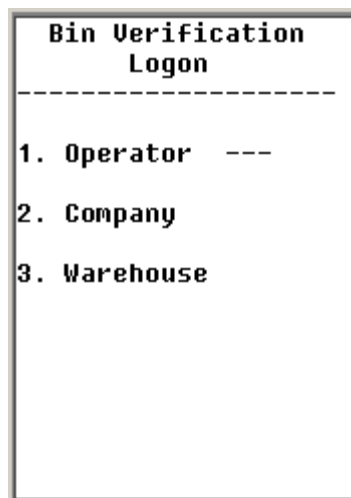 Bin Verification
Logon
--------------------
1. Operator ---
2. Company
3. Warehouse